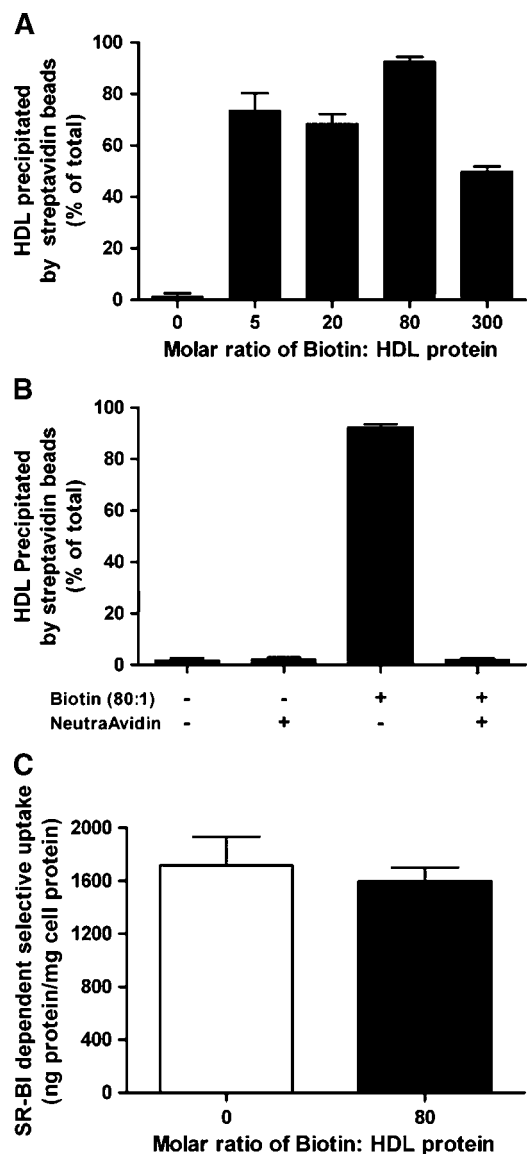 A
HDL precipitated
by streptavidin beads
(% of total)
100
80
60
40
20
0
0 5 20 80 300
Molar ratio of Biotin: HDL protein
B
HDL Precipitated
by streptavidin beads
(% of total)
100
80
60
40
20
0
Biotin (80:1) - - + +
NeutraAvidin - + - +
C
SR-BI dependent selective uptake
(ng protein/mg cell protein)
2000
1600
1200
800
400
0
0 80
Molar ratio of Biotin: HDL protein